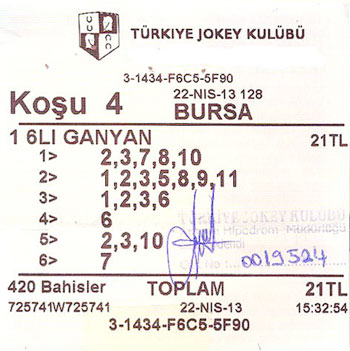 TÜRKİYE JOKEY KULÜBÜ
3-1434-F6C5-5F90
22-NIS-13 128
Koşu 4 BURSA
1 6LI GANYAN 21TL
1> 2,3,7,8,10
2> 1,2,3,5,8,9,11
3> 1,2,3,6
4> 6
5> 2,3,10
6> 7
TÜRKİYE JOKEY KULÜBÜ
Hipodrom Müdürlüğü
0019524
420 Bahisler TOPLAM 21TL
725741W725741 22-NIS-13 15:32:54
3-1434-F6C5-5F90